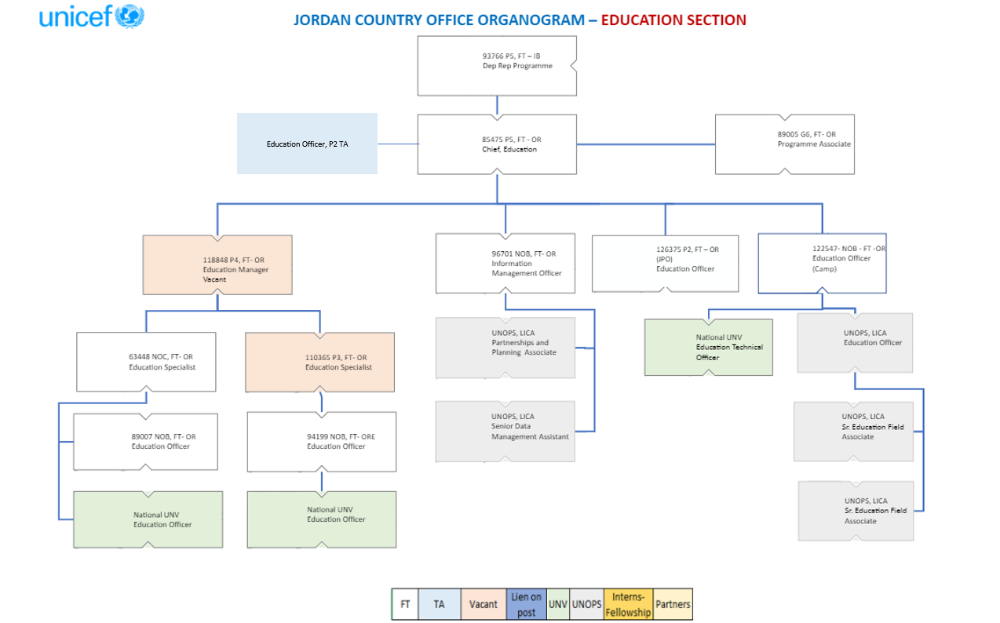 unicef
JORDAN COUNTRY OFFICE ORGANOGRAM – EDUCATION SECTION
93766 P5, FT – IB
Dep Rep Programme
Education Officer, P2 TA
85475 P5, FT - OR
Chief, Education
89005 G6, FT- OR
Programme Associate
118848 P4, FT- OR
Education Manager
Vacant
96701 NOB, FT- OR
Information
Management Officer
126375 P2, FT – OR
(JPO)
Education Officer
122547- NOB - FT -OR
Education Officer
(Camp)
63448 NOC, FT- OR
Education Specialist
110365 P3, FT- OR
Education Specialist
UNOPS, LICA
Partnerships and
Planning Associate
National UNV
Education Technical
Officer
UNOPS, LICA
Education Officer
89007 NOB, FT- OR
Education Officer
94199 NOB, FT- ORE
Education Officer
UNOPS, LICA
Senior Data
Management Assistant
UNOPS, LICA
Sr. Education Field
Associate
National UNV
Education Officer
National UNV
Education Officer
UNOPS, LICA
Sr. Education Field
Associate
FT
TA
Vacant
Lien on
post
UNV
UNOPS
Interns-
Fellowship
Partners